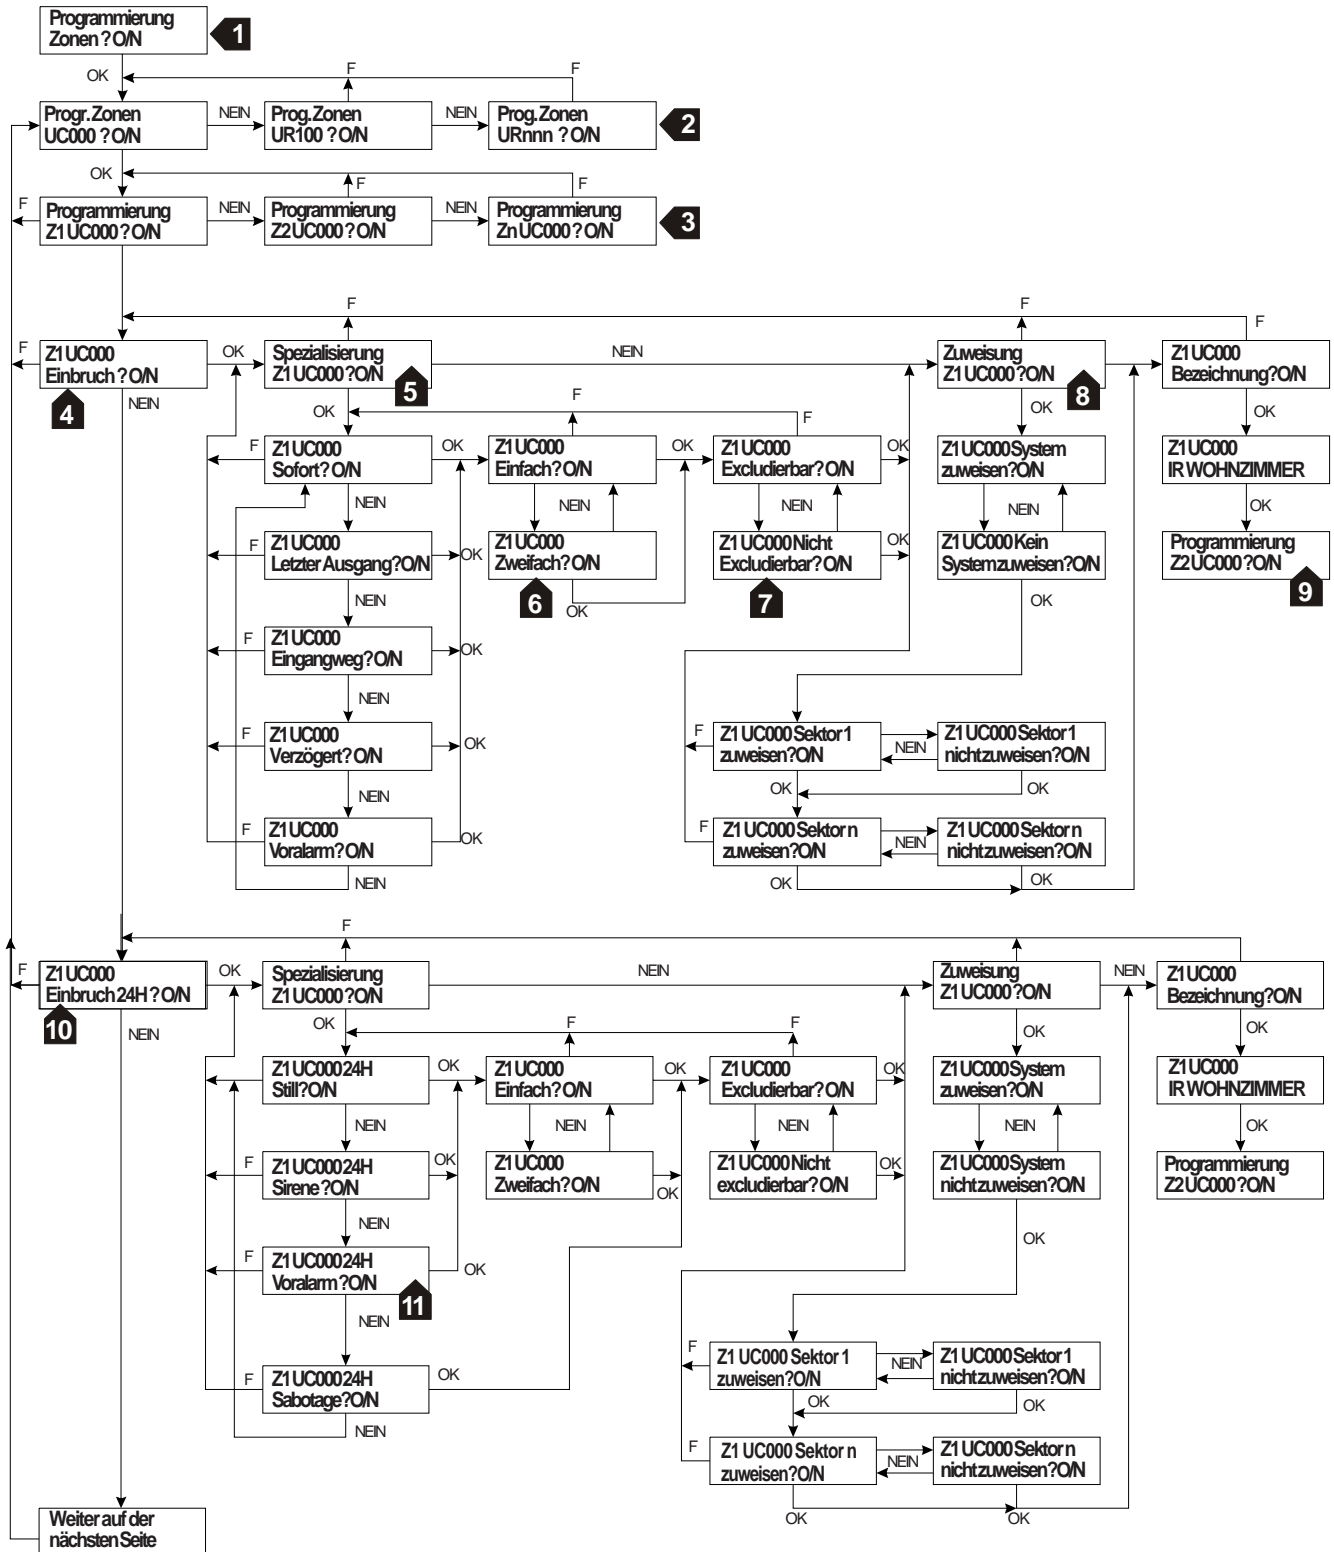 Programmierung
Zonen ? O/N
1
OK
F
F
Progr. Zonen
UC000 ? O/N
NEIN
Prog. Zonen
UR100 ? O/N
NEIN
Prog. Zonen
URnnn ? O/N
2
OK
F
F
F
Programmierung
Z1 UC000 ? O/N
NEIN
Programmierung
Z2 UC000 ? O/N
NEIN
Programmierung
Zn UC000 ? O/N
3
F
F
F
F
Z1 UC000
Einbruch ? O/N
4
OK
NEIN
Spezialisierung
Z1 UC000 ? O/N
5
NEIN
Zuweisung
Z1 UC000 ? O/N
8
Z1 UC000
Bezeichnung? O/N
OK
F
F
OK
OK
F
Z1 UC000
Sofort? O/N
OK
Z1 UC000
Einfach? O/N
OK
Z1 UC000
Excludierbar? O/N
OK
Z1 UC000 System
zuweisen? O/N
Z1 UC000
IR WOHNZIMMER
NEIN
NEIN
NEIN
NEIN
OK
F
Z1 UC000
Letzter Ausgang? O/N
OK
Z1 UC000
Zweifach? O/N
6
OK
Z1 UC000 Nicht
Excludierbar? O/N
7
OK
Z1 UC000 Kein
System zuweisen? O/N
Programmierung
Z2 UC000 ? O/N
9
NEIN
OK
F
Z1 UC000
Eingangweg? O/N
OK
NEIN
F
Z1 UC000
Verzögert? O/N
OK
F
Z1 UC000 Sektor 1
zuweisen? O/N
NEIN
Z1 UC000 Sektor 1
nicht zuweisen? O/N
NEIN
OK
OK
F
Z1 UC000
Voralarm? O/N
OK
F
Z1 UC000 Sektor n
zuweisen? O/N
NEIN
Z1 UC000 Sektor n
nicht zuweisen? O/N
NEIN
OK
OK
F
F
Z1 UC000
Einbruch 24H ? O/N
10
OK
NEIN
Spezialisierung
Z1 UC000 ? O/N
NEIN
Zuweisung
Z1 UC000 ? O/N
NEIN
Z1 UC000
Bezeichnung? O/N
OK
F
F
OK
OK
Z1 UC000 24H
Still? O/N
OK
Z1 UC000
Einfach? O/N
OK
Z1 UC000
Excludierbar? O/N
OK
Z1 UC000 System
zuweisen? O/N
Z1 UC000
IR WOHNZIMMER
NEIN
NEIN
NEIN
NEIN
OK
F
Z1 UC000 24H
Sirene? O/N
OK
Z1 UC000
Zweifach? O/N
OK
Z1 UC000 Nicht
excludierbar? O/N
OK
Z1 UC000 System
nicht zuweisen? O/N
Programmierung
Z2 UC000 ? O/N
NEIN
OK
F
Z1 UC000 24H
Voralarm ? O/N
11
OK
NEIN
F
Z1 UC000 24H
Sabotage? O/N
OK
NEIN
F
Z1 UC000 Sektor 1
zuweisen? O/N
NEIN
Z1 UC000 Sektor 1
nicht zuweisen? O/N
OK
OK
F
Z1 UC000 Sektor n
zuweisen? O/N
NEIN
Z1 UC000 Sektor n
nicht zuweisen? O/N
OK
OK
Weiter auf der
nächsten Seite